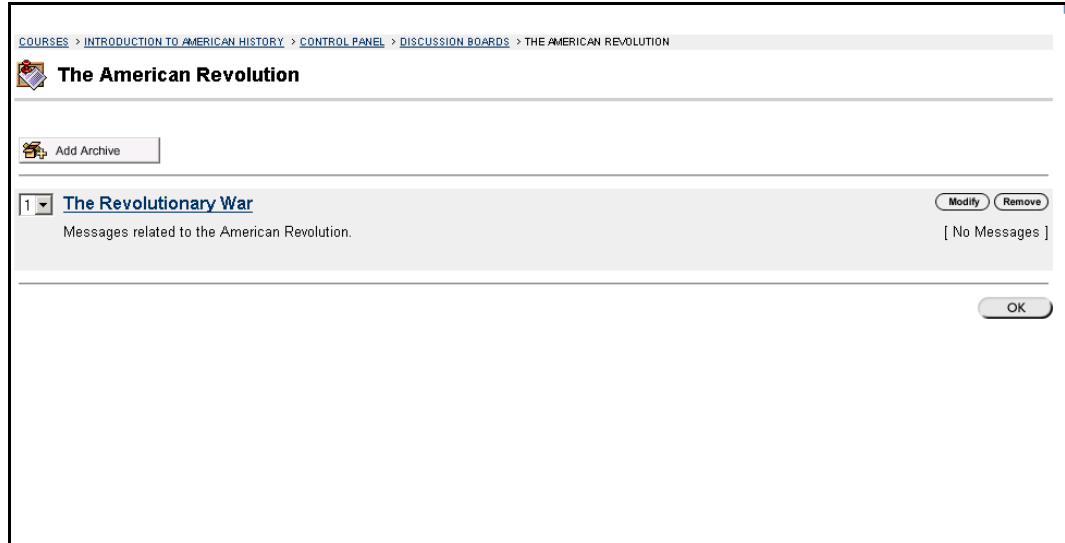 COURSES > INTRODUCTION TO AMERICAN HISTORY > CONTROL PANEL > DISCUSSION BOARDS > THE AMERICAN REVOLUTION
The American Revolution
Add Archive
1 The Revolutionary War Modify Remove
Messages related to the American Revolution. [ No Messages ]
OK